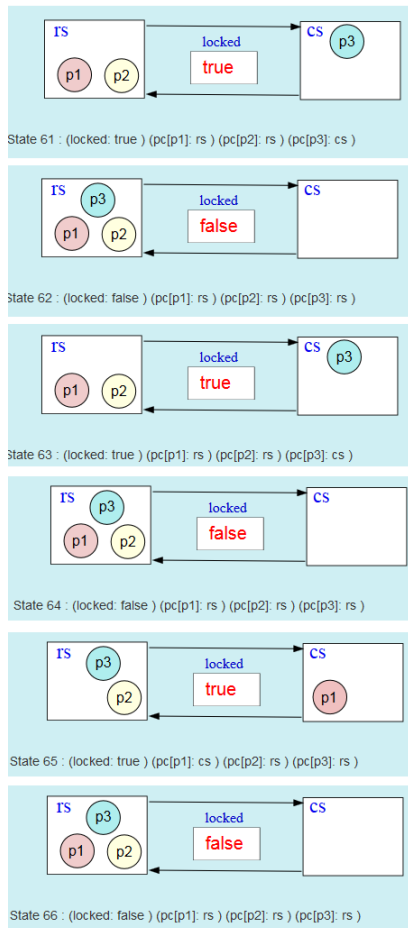 rs
locked
cs
p3
true
p1
p2
State 61 : (locked: true ) (pc[p1]: rs ) (pc[p2]: rs ) (pc[p3]: cs )
rs
locked
cs
p3
false
p1
p2
State 62 : (locked: false ) (pc[p1]: rs ) (pc[p2]: rs ) (pc[p3]: rs )
rs
locked
cs
p3
true
p1
p2
State 63 : (locked: true ) (pc[p1]: rs ) (pc[p2]: rs ) (pc[p3]: cs )
rs
locked
cs
p3
false
p1
p2
State 64 : (locked: false ) (pc[p1]: rs ) (pc[p2]: rs ) (pc[p3]: rs )
rs
locked
cs
p3
true
p2
p1
State 65 : (locked: true ) (pc[p1]: cs ) (pc[p2]: rs ) (pc[p3]: rs )
rs
locked
cs
p3
false
p1
p2
State 66 : (locked: false ) (pc[p1]: rs ) (pc[p2]: rs ) (pc[p3]: rs )